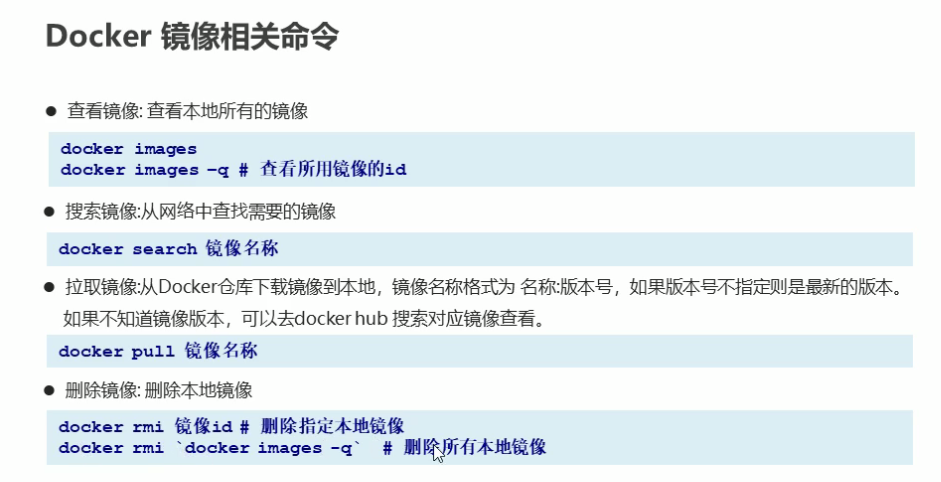 Docker 镜像相关命令
● 查看镜像: 查看本地所有的镜像
docker images
docker images –q # 查看所用镜像的id
● 搜索镜像:从网络中查找需要的镜像
docker search 镜像名称
● 拉取镜像:从Docker仓库下载镜像到本地，镜像名称格式为 名称:版本号，如果版本号不指定则是最新的版本。
如果不知道镜像版本，可以去docker hub 搜索对应镜像查看。
docker pull 镜像名称
● 删除镜像: 删除本地镜像
docker rmi 镜像id # 删除指定本地镜像
docker rmi `docker images -q`  # 删除所有本地镜像